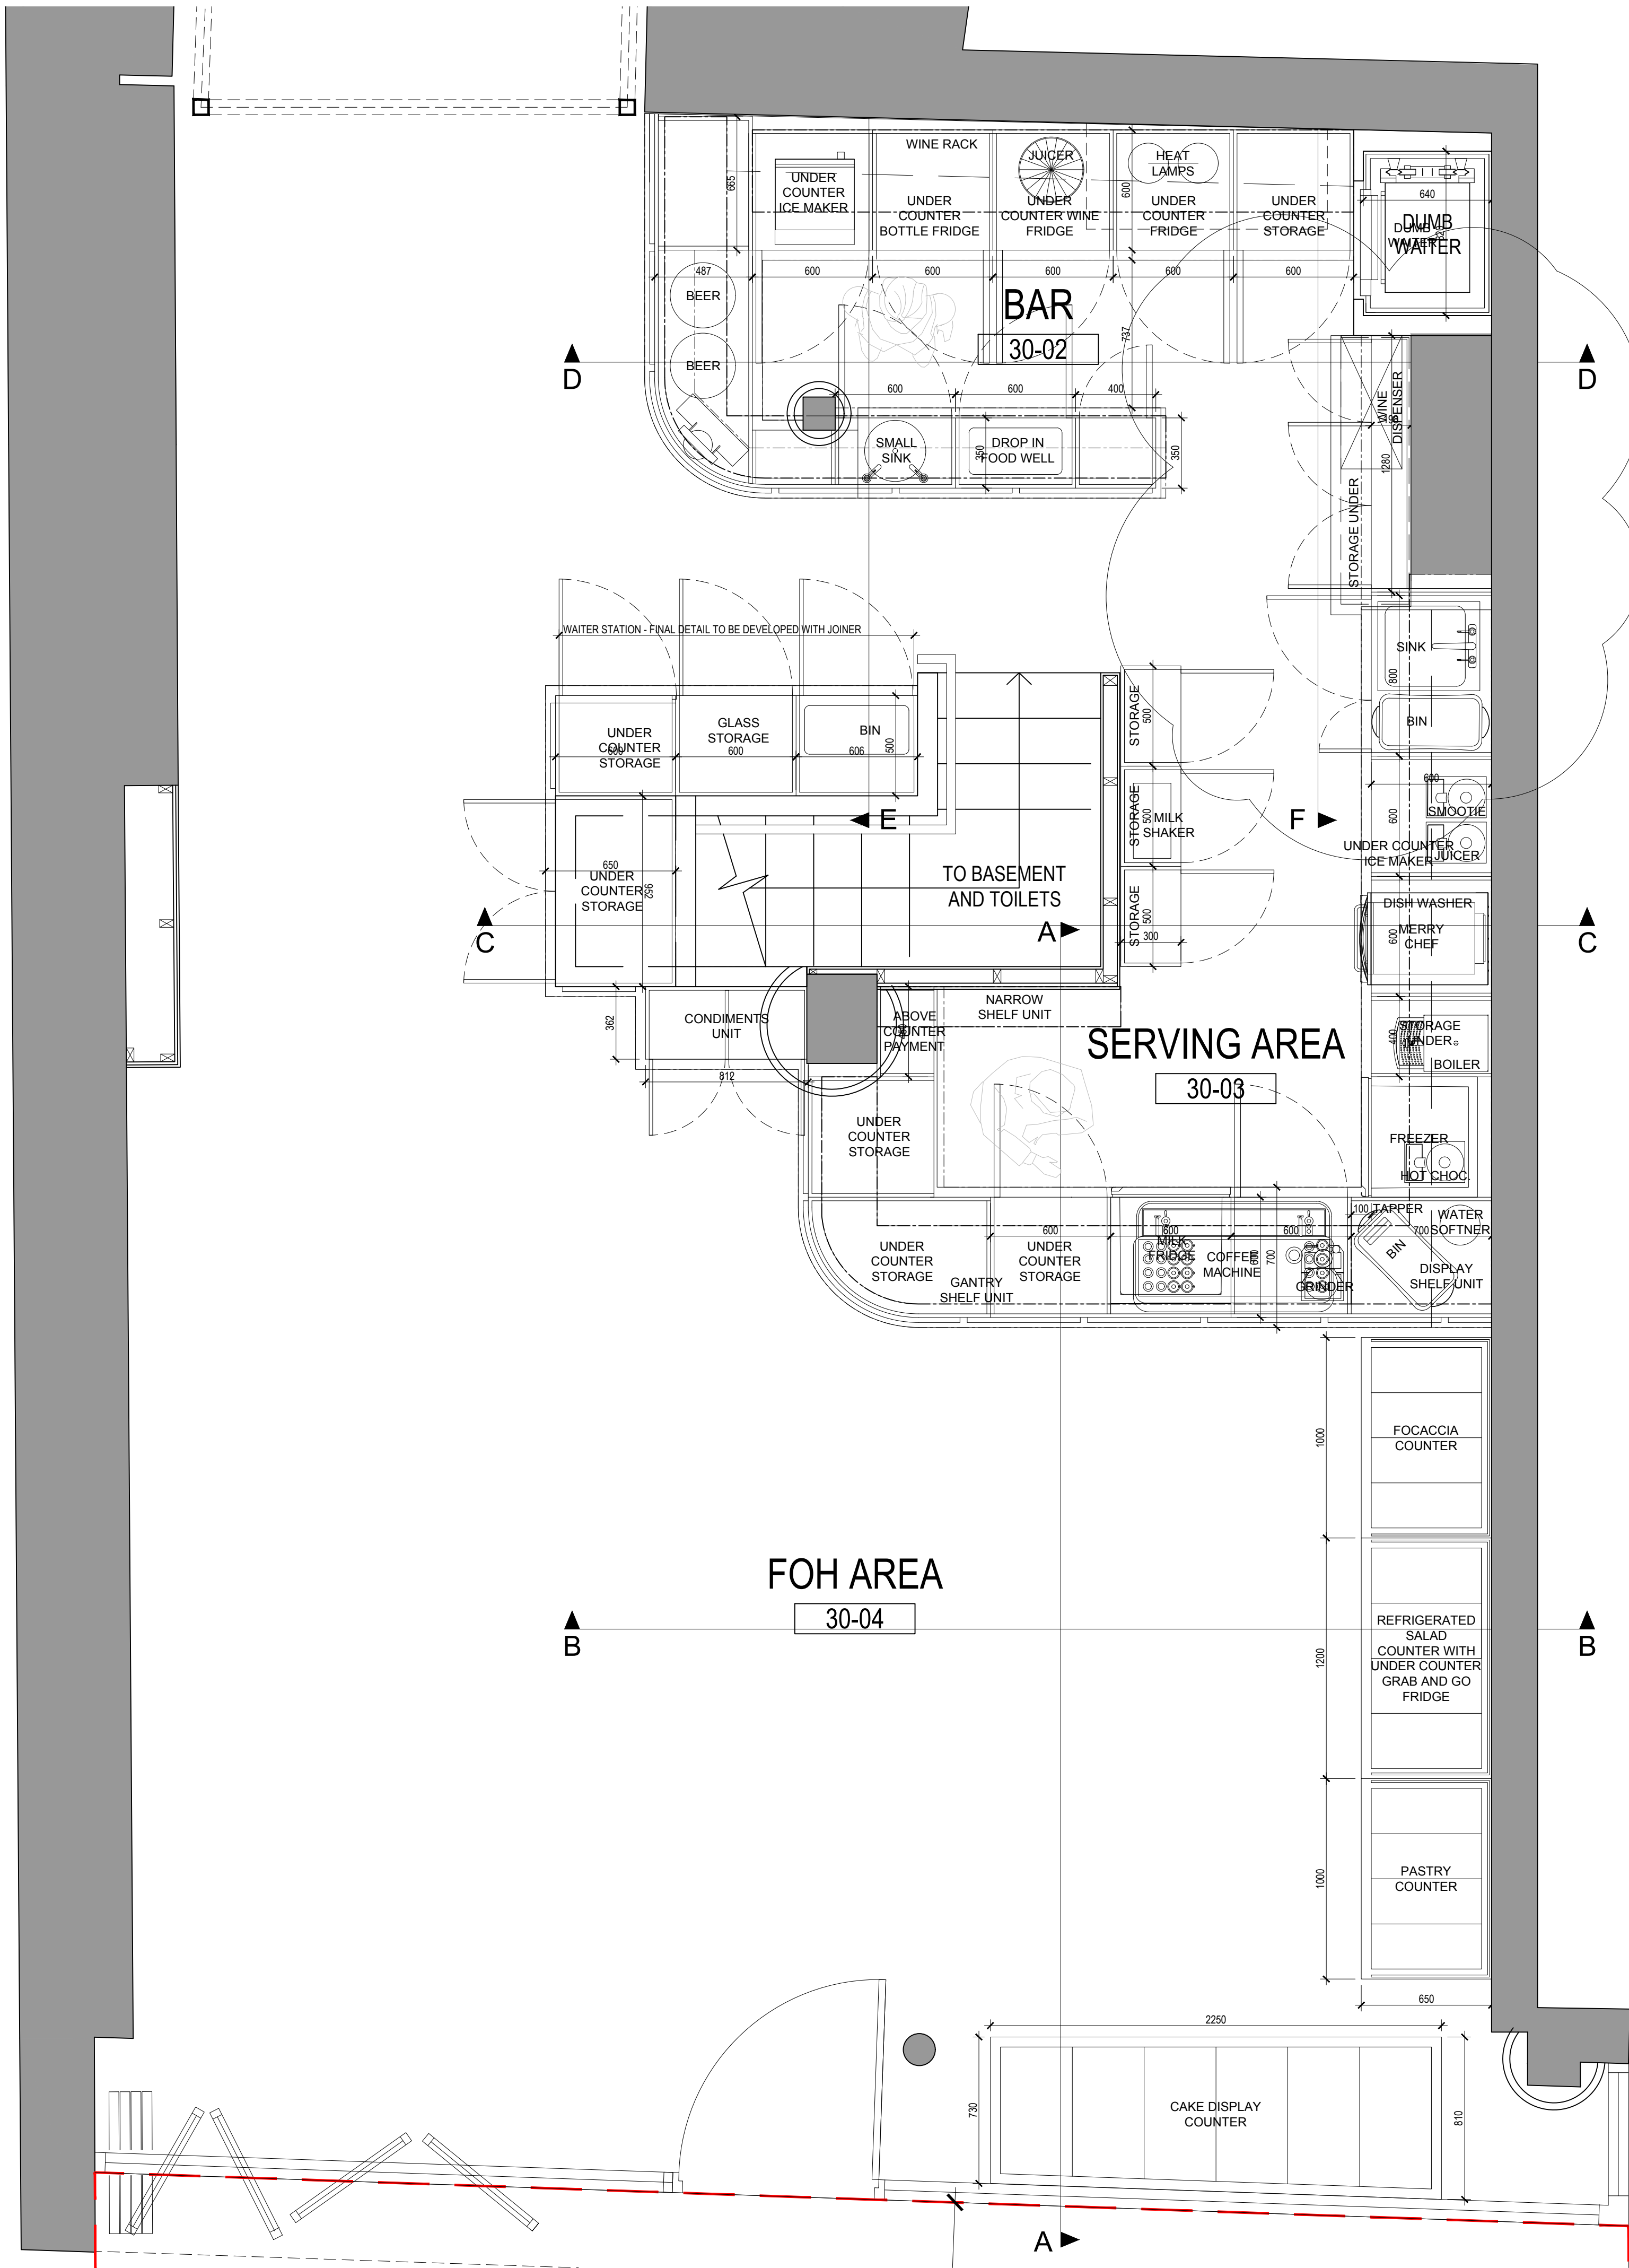 WINE RACK
JUICER
HEAT
LAMPS
UNDER
COUNTER
ICE MAKER
UNDER
COUNTER
BOTTLE FRIDGE
UNDER
COUNTER WINE
FRIDGE
UNDER
COUNTER
FRIDGE
UNDER
COUNTER
STORAGE
665
600
640
DUMB
WAITER
DUMB
WAITER
487
600
600
600
600
600
BEER
BEER
BAR
30-02
737
D
D
WINE
DISPENSER
1280
STORAGE UNDER
600
600
400
SMALL
SINK
350
DROP IN
FOOD WELL
350
WAITER STATION - FINAL DETAIL TO BE DEVELOPED WITH JOINER
SINK
800
BIN
UNDER
COUNTER
STORAGE
GLASS
STORAGE
600
BIN
606
500
STORAGE
500
STORAGE
500
MILK
SHAKER
STORAGE
500
300
600
600
SMOOTIE
JUICER
UNDER COUNTER
ICE MAKER
E
F
650
UNDER
COUNTER
STORAGE
952
TO BASEMENT
AND TOILETS
A
C
C
DISH WASHER
MERRY
CHEF
600
362
CONDIMENTS
UNIT
812
ABOVE
COUNTER
PAYMENT
NARROW
SHELF UNIT
SERVING AREA
30-03
STORAGE
UNDER
400
BOILER
FREEZER
HOT CHOC.
UNDER
COUNTER
STORAGE
UNDER
COUNTER
STORAGE
GANTRY
SHELF UNIT
600
UNDER
COUNTER
STORAGE
600
MILK
FRIDGE
COFFEE
MACHINE
600
600
700
GRINDER
100
TAPPER
BIN
WATER
SOFTNER
700
DISPLAY
SHELF UNIT
1000
FOCACCIA
COUNTER
FOH AREA
30-04
B
B
1200
REFRIGERATED
SALAD
COUNTER WITH
UNDER COUNTER
GRAB AND GO
FRIDGE
1000
PASTRY
COUNTER
650
2250
730
CAKE DISPLAY
COUNTER
810
A